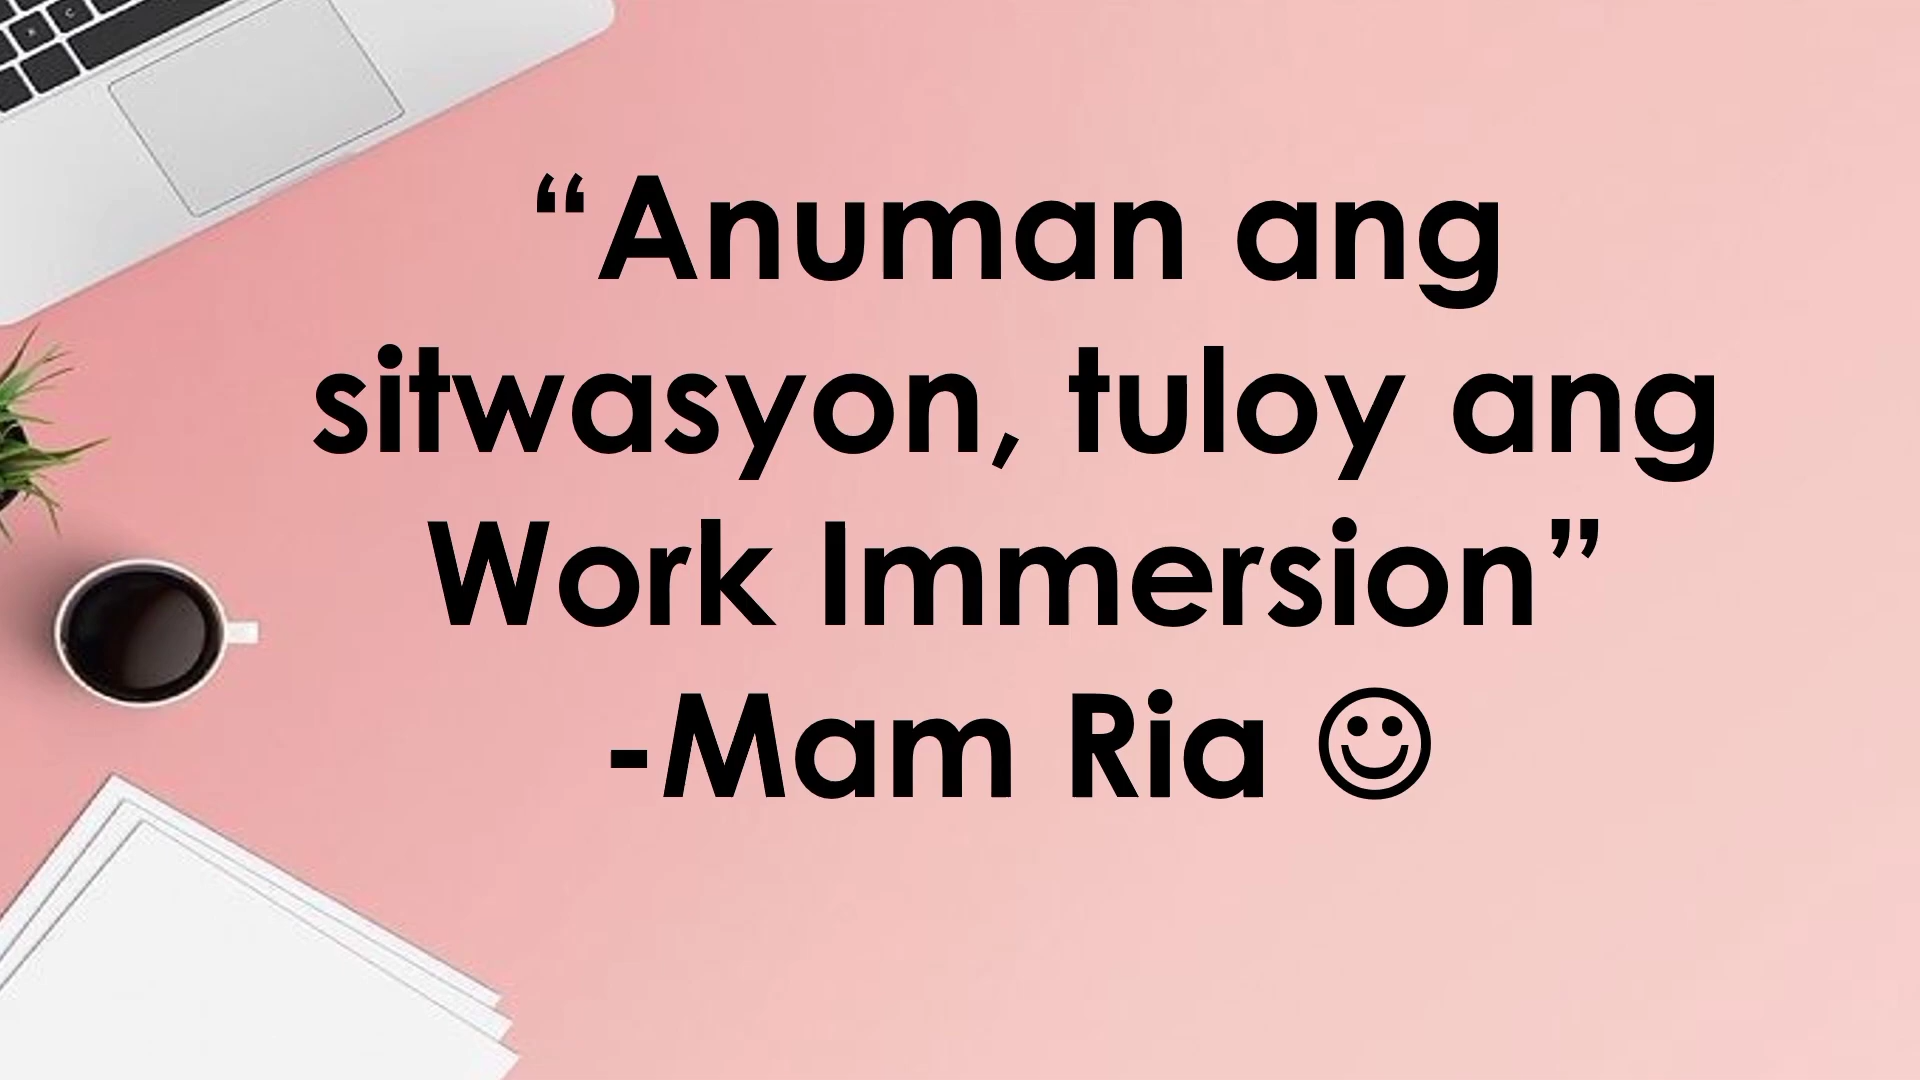 “Anuman ang
sitwasyon, tuloy ang
Work Immersion”
-Mam Ria ☺